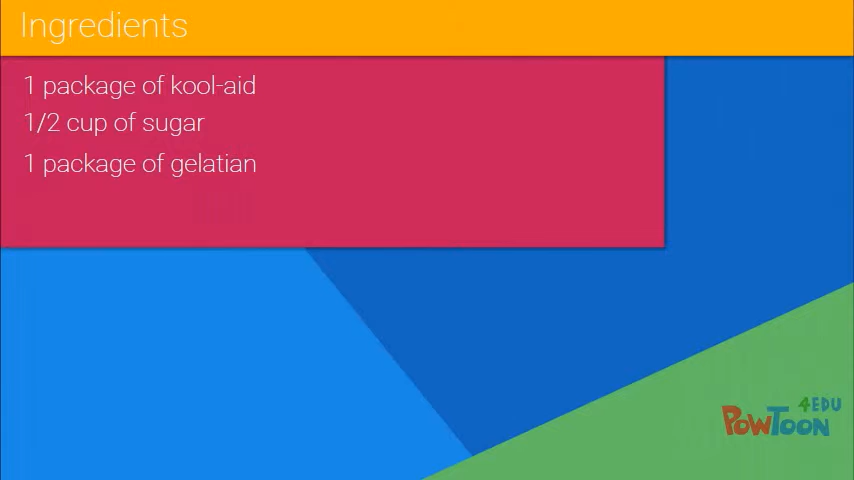 Ingredients
1 package of kool-aid
1/2 cup of sugar
1 package of gelatian
4EDU
POWTOON